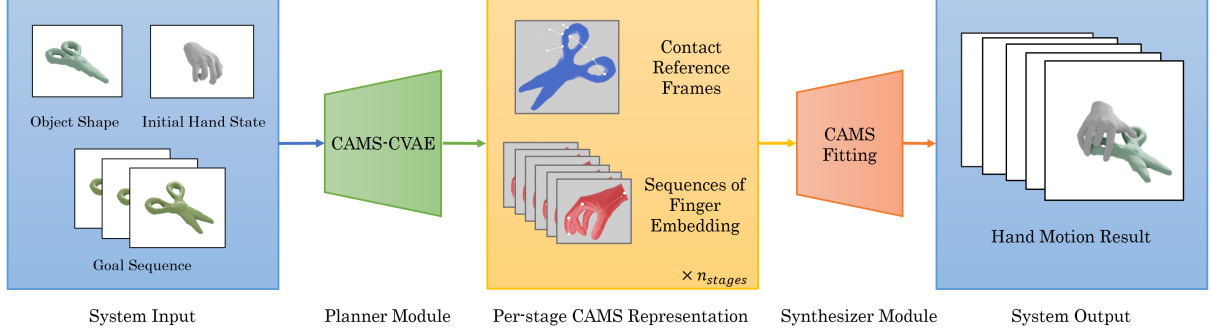 Object Shape
Initial Hand State
Goal Sequence
System Input
CAMS-CVAE
Planner Module
Contact
Reference
Frames
Sequences of
Finger
Embedding
× n_stages
Per-stage CAMS Representation
CAMS
Fitting
Synthesizer Module
Hand Motion Result
System Output